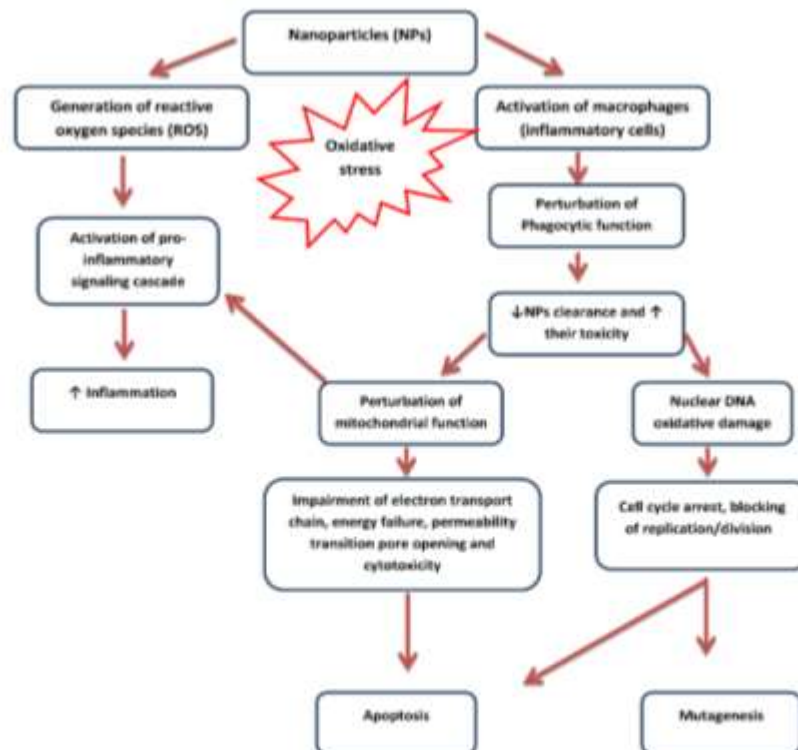 Nanoparticles (NPs)
Generation of reactive
oxygen species (ROS)
Oxidative
stress
Activation of macrophages
(inflammatory cells)
Perturbation of
Phagocytic function
Activation of pro-
inflammatory
signaling cascade
↓NPs clearance and ↑
their toxicity
↑ Inflammation
Perturbation of
mitochondrial function
Nuclear DNA
oxidative damage
Impairment of electron transport
chain, energy failure, permeability
transition pore opening and
cytotoxicity
Cell cycle arrest, blocking
of replication/division
Apoptosis
Mutagenesis